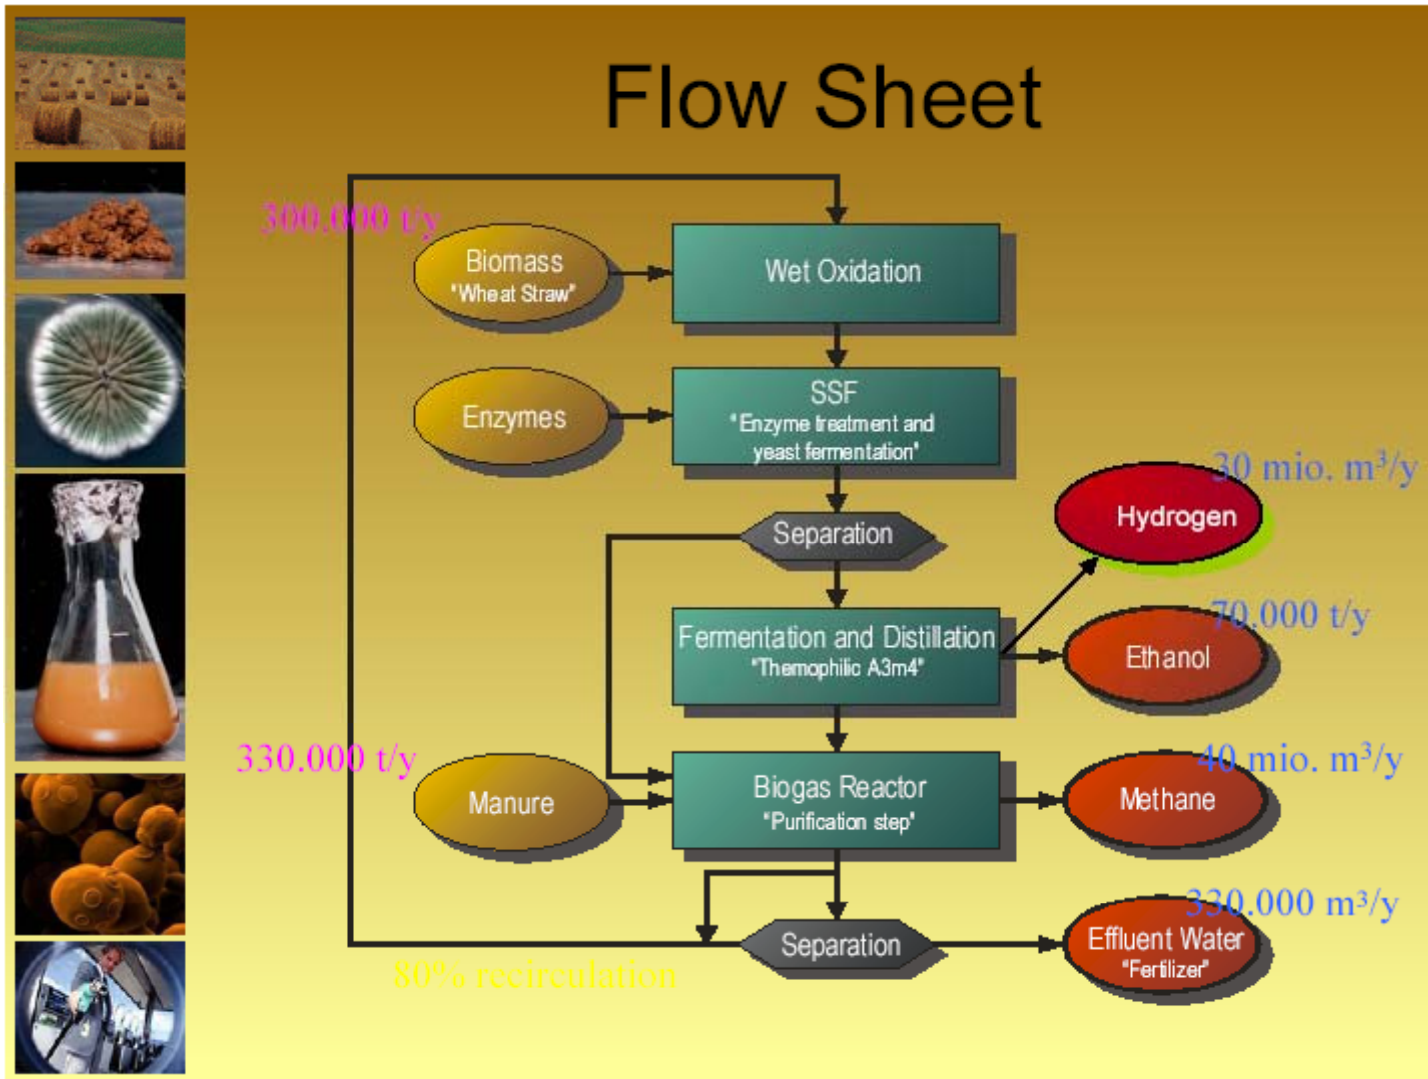 Flow Sheet
300.000 t/y
Biomass
"Wheat Straw"
Wet Oxidation
Enzymes
SSF
"Enzyme treatment and
yeast fermentation"
30 mio. m³/y
Hydrogen
Separation
70.000 t/y
Fermentation and Distillation
"Themophilic A3m4"
Ethanol
330.000 t/y
40 mio. m³/y
Manure
Biogas Reactor
"Purification step"
Methane
330.000 m³/y
Separation
Effluent Water
"Fertilizer"
80% recirculation